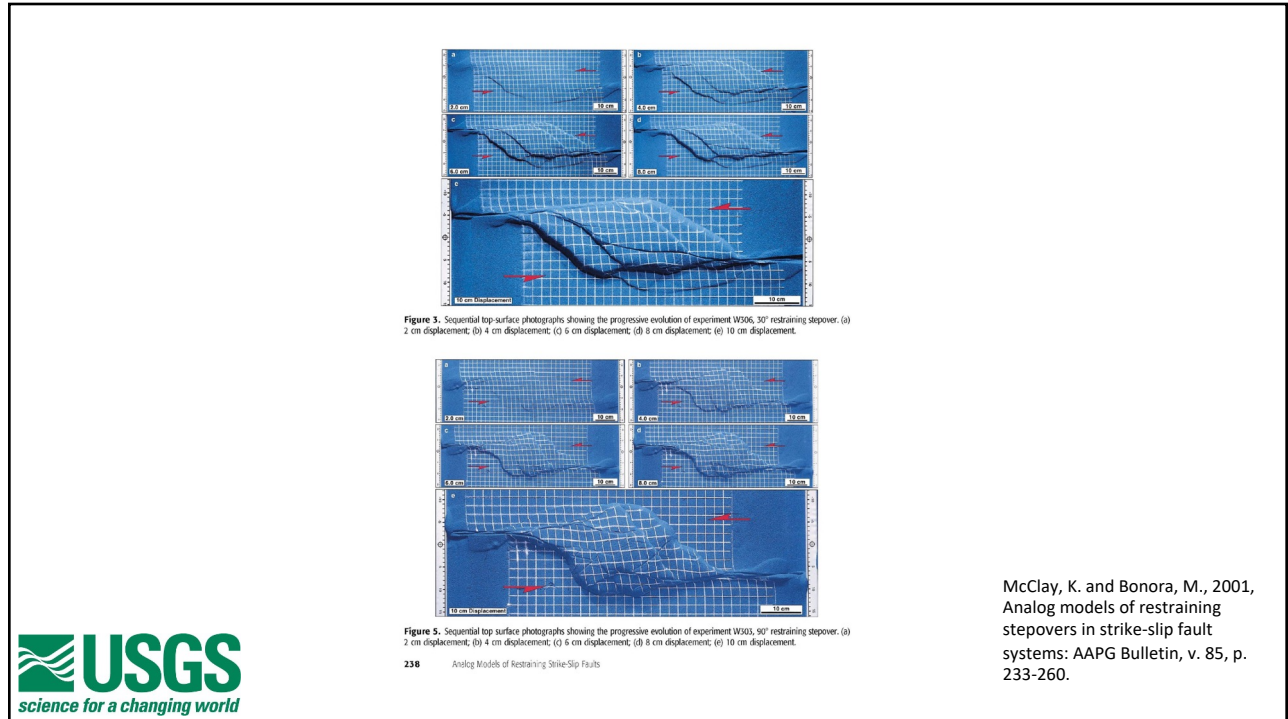 a
2.0 cm
10 cm
b
4.0 cm
10 cm
c
6.0 cm
10 cm
d
8.0 cm
10 cm
e
10 cm Displacement
10 cm
Figure 3. Sequential top-surface photographs showing the progressive evolution of experiment W306, 30° restraining stepover. (a)
2 cm displacement; (b) 4 cm displacement; (c) 6 cm displacement; (d) 8 cm displacement; (e) 10 cm displacement.
a
2.0 cm
10 cm
b
4.0 cm
10 cm
c
6.0 cm
10 cm
d
8.0 cm
10 cm
e
10 cm Displacement
10 cm
Figure 5. Sequential top surface photographs showing the progressive evolution of experiment W303, 90° restraining stepover. (a)
2 cm displacement; (b) 4 cm displacement; (c) 6 cm displacement; (d) 8 cm displacement; (e) 10 cm displacement.
238 Analog Models of Restraining Strike-Slip Faults
McClay, K. and Bonora, M., 2001,
Analog models of restraining
stepovers in strike-slip fault
systems: AAPG Bulletin, v. 85, p.
233-260.
USGS
science for a changing world